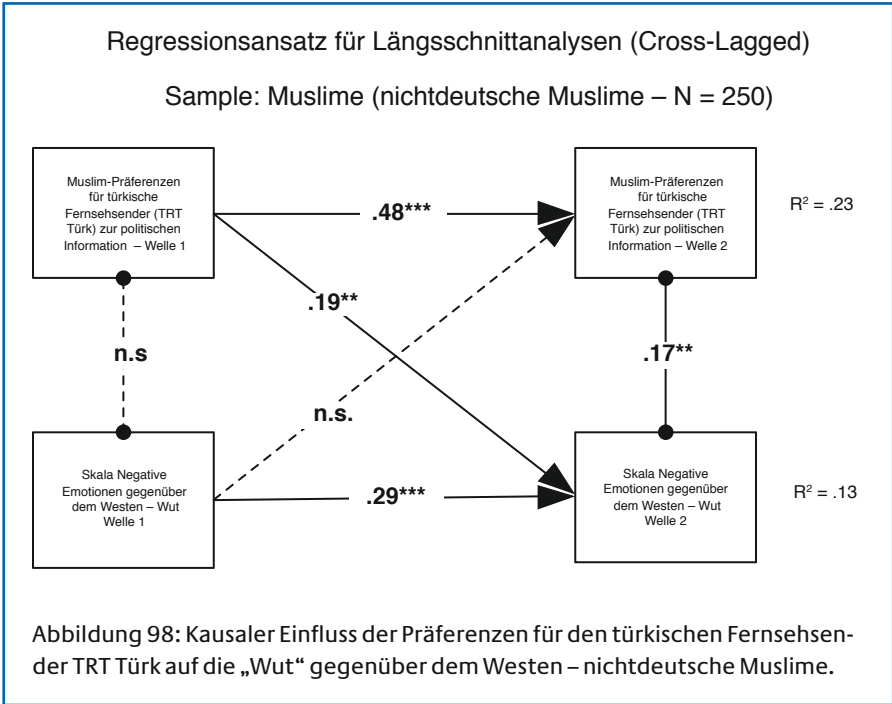 Regressionsansatz für Längsschnittanalysen (Cross-Lagged)
Sample: Muslime (nichtdeutsche Muslime – N = 250)
Muslim-Präferenzen
für türkische
Fernsehsender (TRT
Türk) zur politischen
Information – Welle 1
.48***
Muslim-Präferenzen
für türkische
Fernsehsender (TRT
Türk) zur politischen
Information – Welle 2
R² = .23
.19**
n.s
.17**
n.s.
Skala Negative
Emotionen gegenüber
dem Westen – Wut
Welle 1
.29***
Skala Negative
Emotionen gegenüber
dem Westen – Wut
Welle 2
R² = .13
Abbildung 98: Kausaler Einfluss der Präferenzen für den türkischen Fernsehsen-
der TRT Türk auf die „Wut“ gegenüber dem Westen – nichtdeutsche Muslime.